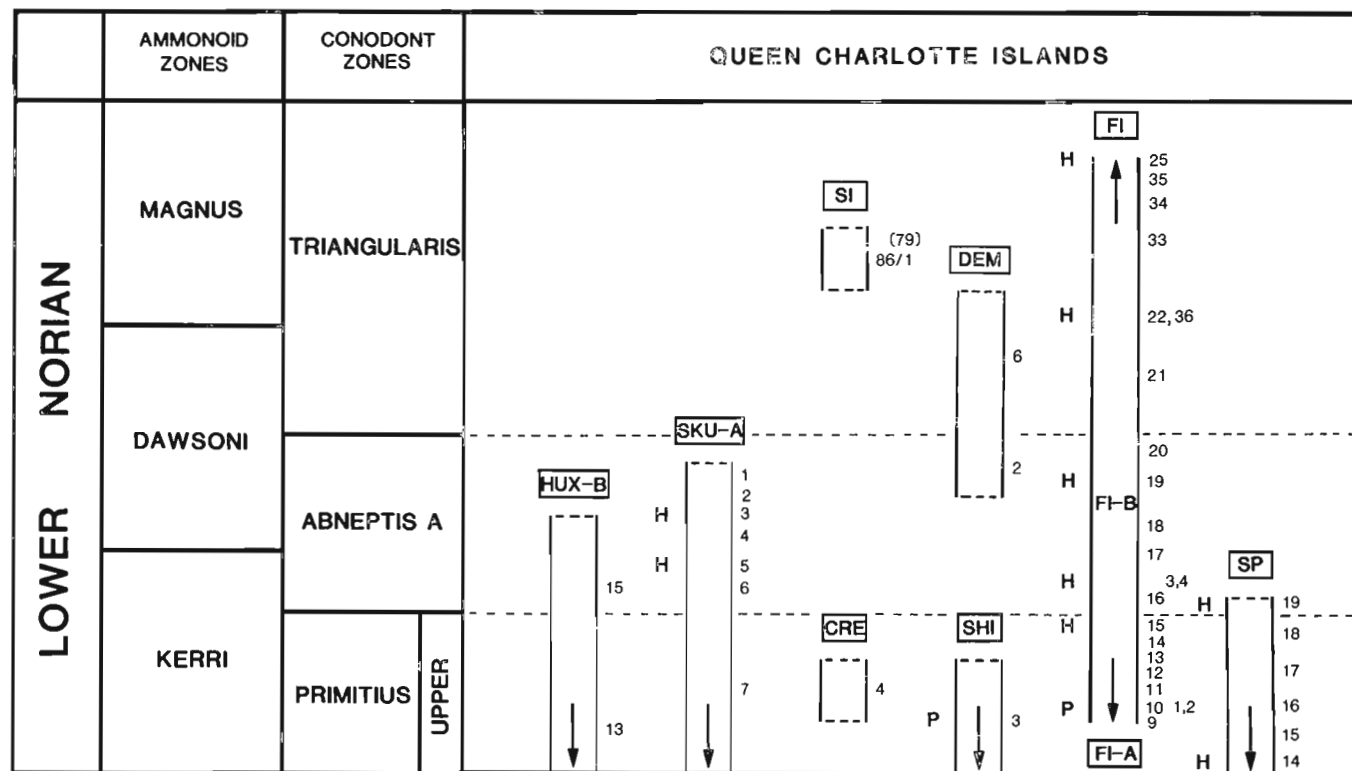 AMMONOID ZONES
CONODONT ZONES
QUEEN CHARLOTTE ISLANDS
LOWER NORIAN
MAGNUS
DAWSONI
KERRI
TRIANGULARIS
ABNEPTIS A
PRIMITIUS
UPPER
HUX-B
15
13
SKU-A
1
2
H 3
4
H 5
6
7
SI
(79)
86/1
CRE
4
DEM
6
2
SHI
P 3
FI
H 25
35
34
33
H 22,36
21
20
H 19
FI-B
18
17
H 3,4
16
H 15
14
13
12
11
P 10 1,2
9
FI-A
SP
H 19
18
17
16
15
H 14